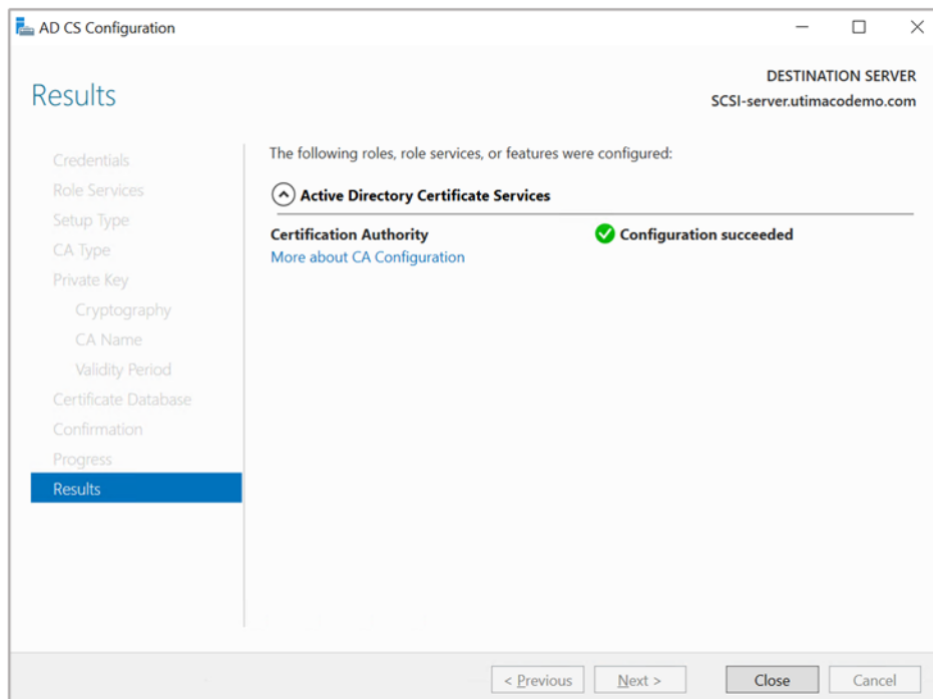 AD CS Configuration
Results
DESTINATION SERVER
SCSI-server.utimacodemo.com
Credentials
Role Services
Setup Type
CA Type
Private Key
Cryptography
CA Name
Validity Period
Certificate Database
Confirmation
Progress
Results
The following roles, role services, or features were configured:
Active Directory Certificate Services
Certification Authority
Configuration succeeded
More about CA Configuration
< Previous
Next >
Close
Cancel